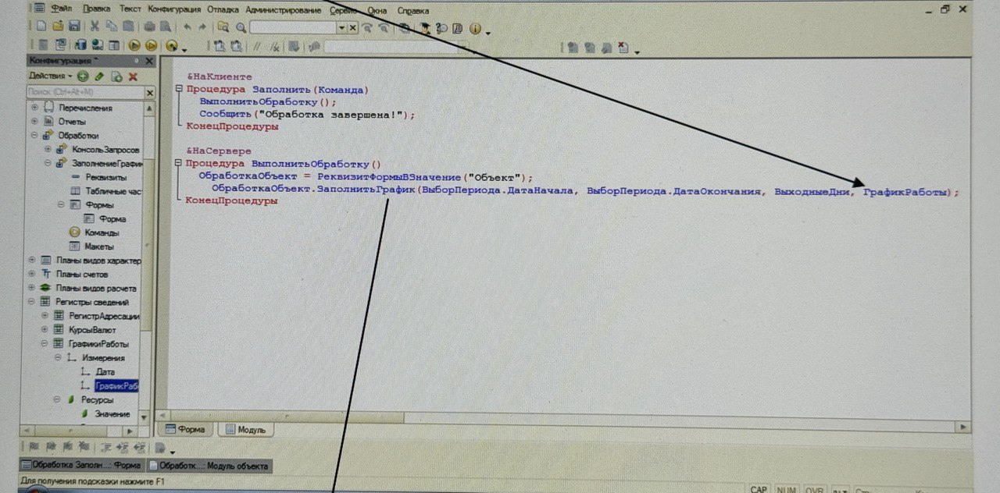 Файл Правка Текст Конфигурация Отладка Администрирование Сервис Окна Справка
Конфигурация *
Действия
Поиск (Ctrl+Alt+M)
Перечисления
Отчеты
Обработки
КонсольЗапросов
ЗаполнениеГрафик
Реквизиты
Табличные час
Формы
Форма
Команды
Макеты
Планы видов характер
Планы счетов
Планы видов расчета
Регистры сведений
РегистрАдресации
КурсыВалют
ГрафикиРаботы
Измерения
Дата
ГрафикРаб
Ресурсы
Значение
&НаКлиенте
Процедура Заполнить(Команда)
ВыполнитьОбработку();
Сообщить("Обработка завершена!");
КонецПроцедуры
&НаСервере
Процедура ВыполнитьОбработку()
ОбработкаОбъект = РеквизитФормыВЗначение("Объект");
ОбработкаОбъект.ЗаполнитьГрафик(ВыборПериода.ДатаНачала, ВыборПериода.ДатаОкончания, ВыходныеДни, ГрафикРаботы);
КонецПроцедуры
Форма Модуль
Обработка Заполн...: Форма Обработк...: Модуль объекта
Для получения подсказки нажмите F1
CAP NUM OVR